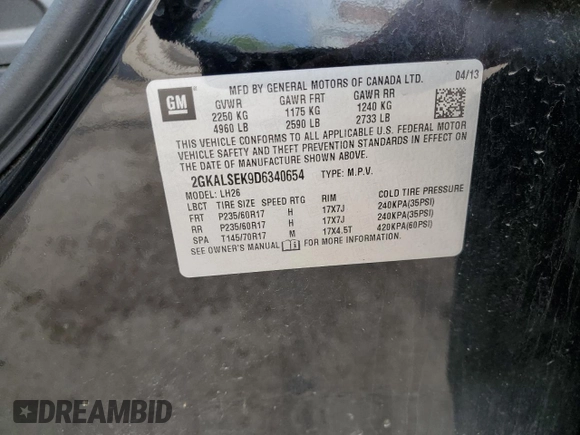 GM
MFD BY GENERAL MOTORS OF CANADA LTD. 04/13
GVWR GAWR FRT GAWR RR
2250 KG 1175 KG 1240 KG
4960 LB 2590 LB 2733 LB
THIS VEHICLE CONFORMS TO ALL APPLICABLE U.S. FEDERAL MOTOR
VEHICLE SAFETY AND THEFT PREVENTION STANDARDS IN EFFECT ON
THE DATE OF MANUFACTURE SHOWN ABOVE.
2GKALSEK9D6340654 TYPE: M.P.V.
MODEL: LH26
LBCT TIRE SIZE SPEED RTG RIM COLD TIRE PRESSURE
FRT P235/60R17 H 17X7J 240KPA(35PSI)
RR P235/60R17 H 17X7J 240KPA(35PSI)
SPA T145/70R17 M 17X4.5T 420KPA(60PSI)
SEE OWNER'S MANUAL FOR MORE INFORMATION.
DREAMBID